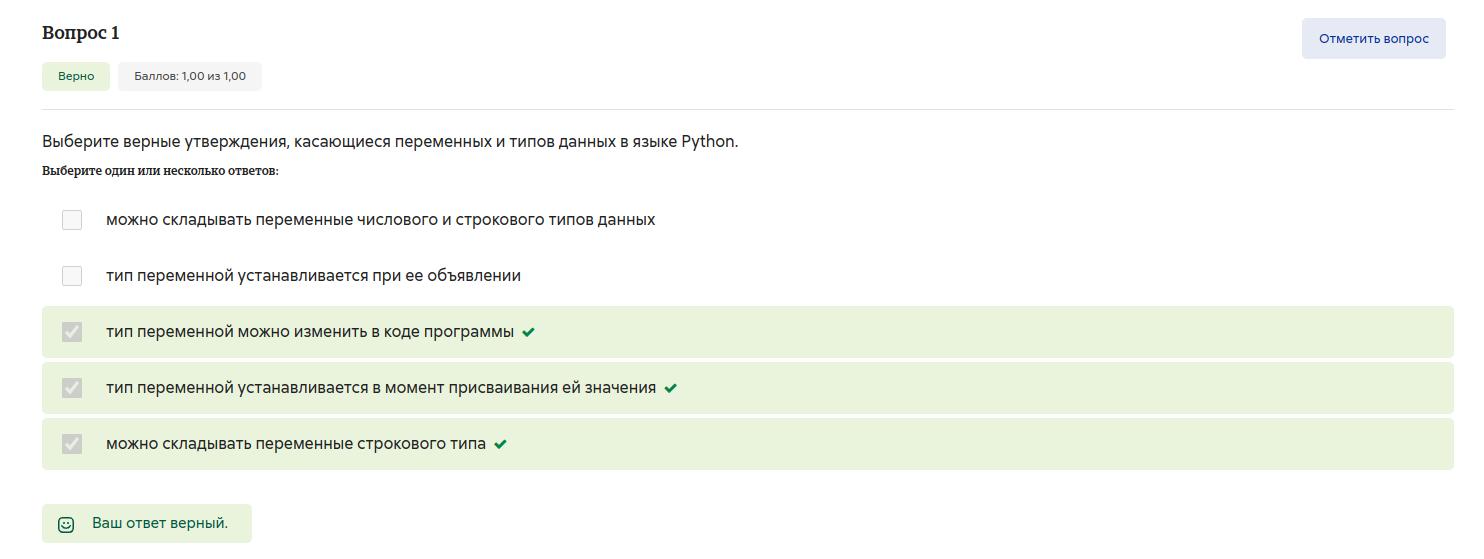 Вопрос 1
Отметить вопрос
Верно
Баллов: 1,00 из 1,00
Выберите верные утверждения, касающиеся переменных и типов данных в языке Python.
Выберите один или несколько ответов:
можно складывать переменные числового и строкового типов данных
тип переменной устанавливается при ее объявлении
тип переменной можно изменить в коде программы
тип переменной устанавливается в момент присваивания ей значения
можно складывать переменные строкового типа
Ваш ответ верный.